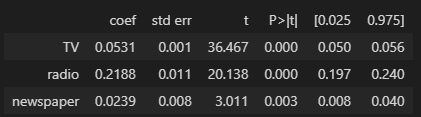 coef std err t P>|t| [0.025 0.975]
TV 0.0531 0.001 36.467 0.000 0.050 0.056
radio 0.2188 0.011 20.138 0.000 0.197 0.240
newspaper 0.0239 0.008 3.011 0.003 0.008 0.040